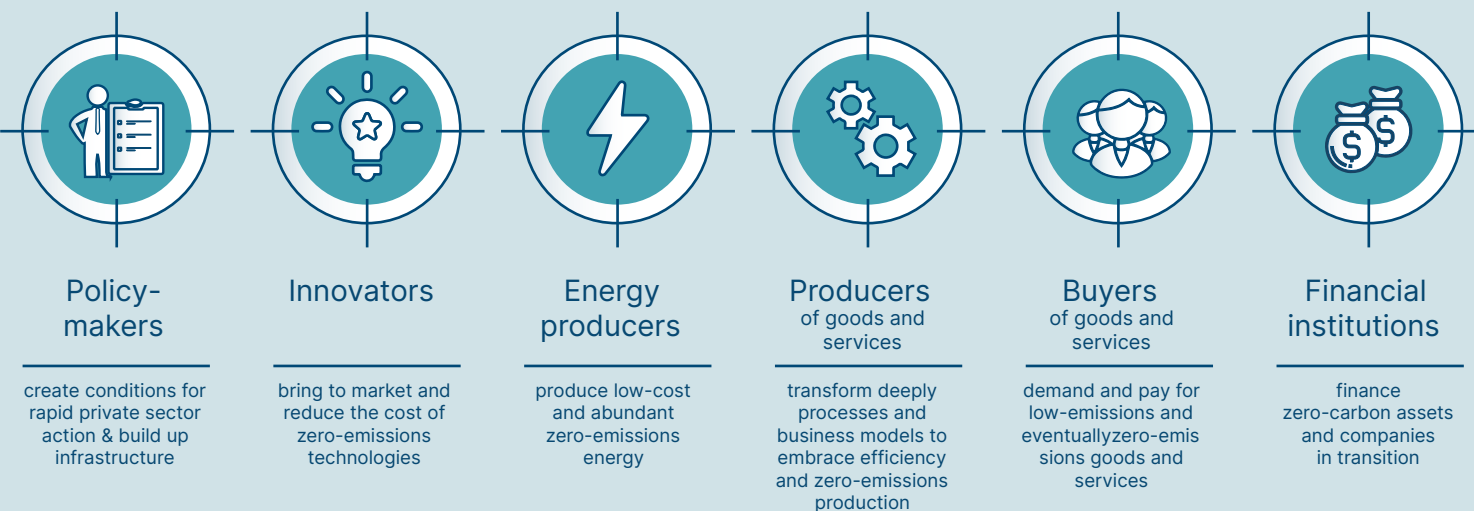 Policy-
makers
create conditions for
rapid private sector
action & build up
infrastructure
Innovators
bring to market and
reduce the cost of
zero-emissions
technologies
Energy
producers
produce low-cost
and abundant
zero-emissions
energy
Producers
of goods and
services
transform deeply
processes and
business models to
embrace efficiency
and zero-emissions
production
Buyers
of goods and
services
demand and pay for
low-emissions and
eventuallyzero-emis
sions goods and
services
Financial
institutions
finance
zero-carbon assets
and companies
in transition
$
$